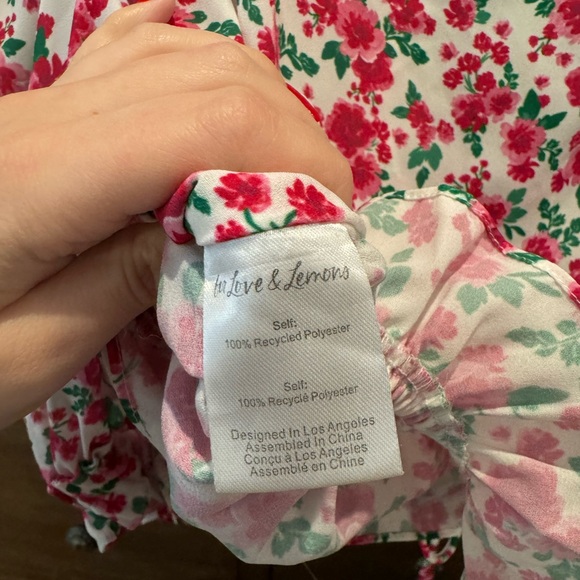 for Love & Lemons
Self:
100% Recycled Polyester
Self:
100% Recyclé Polyester
Designed In Los Angeles
Assembled In China
Conçu à Los Angeles
Assemblé en Chine